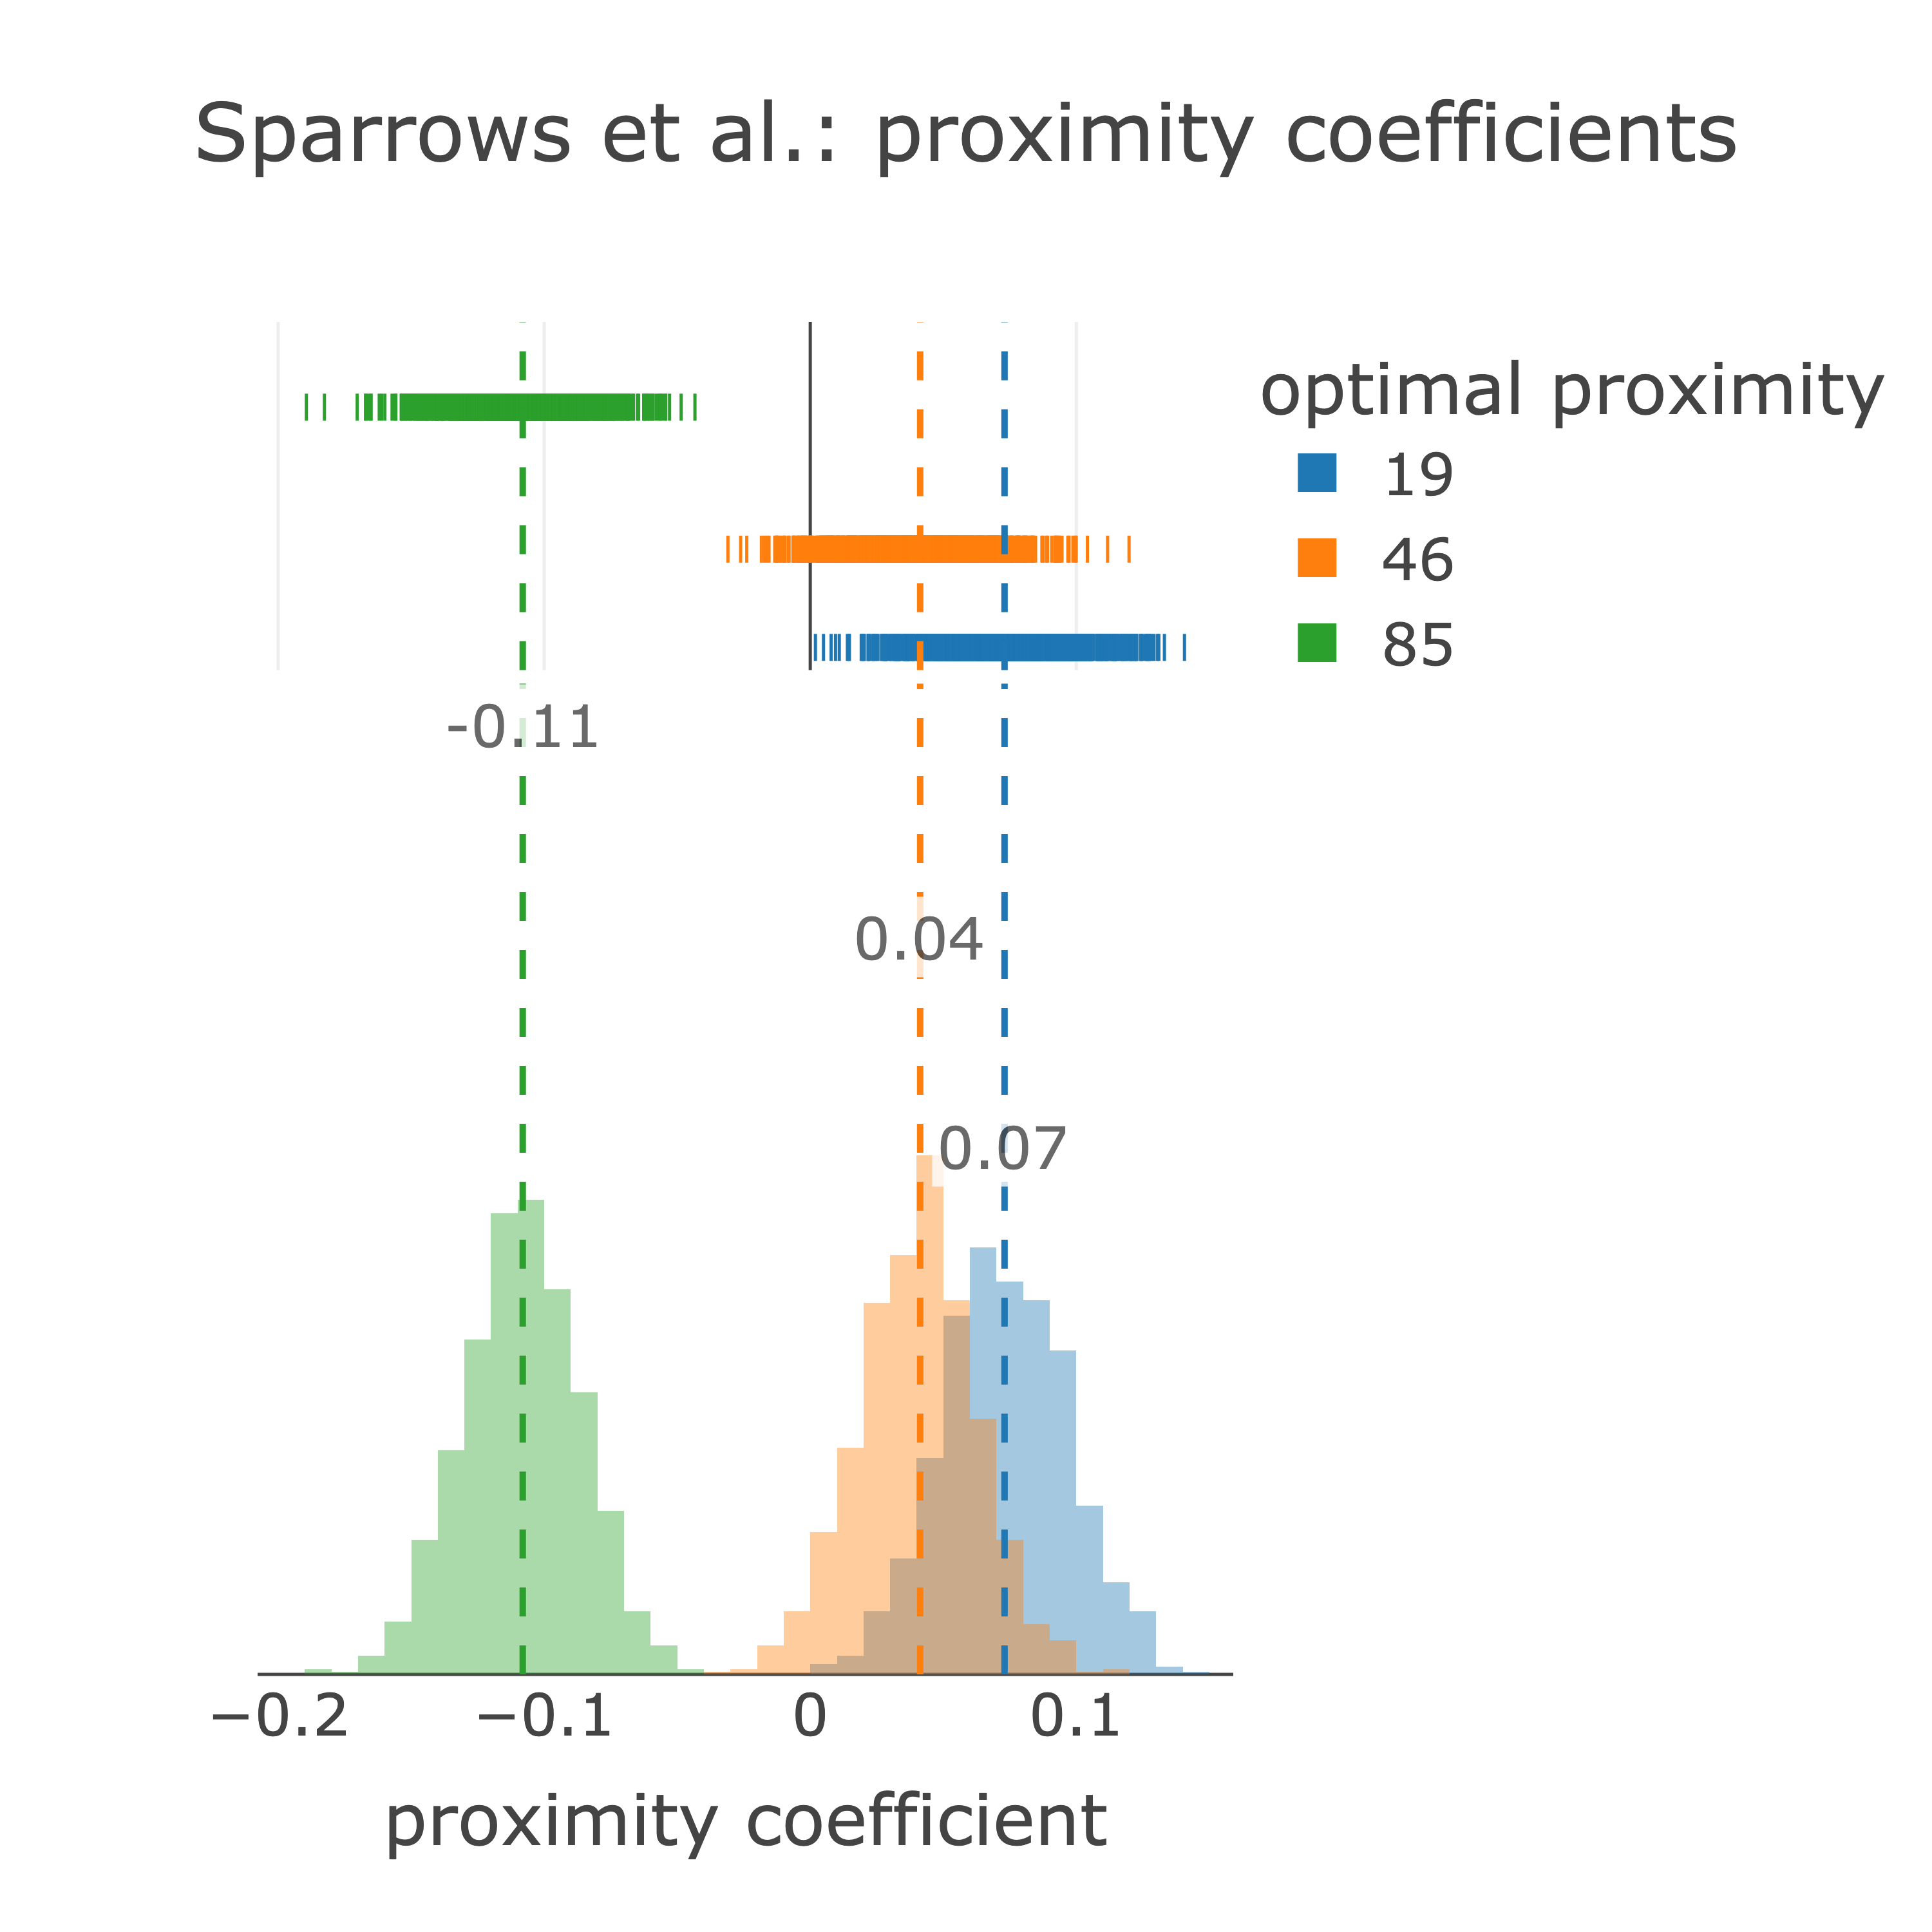 Sparrows et al.: proximity coefficients
optimal proximity
19
46
85
-0.11
0.04
0.07
−0.2 −0.1 0 0.1
proximity coefficient